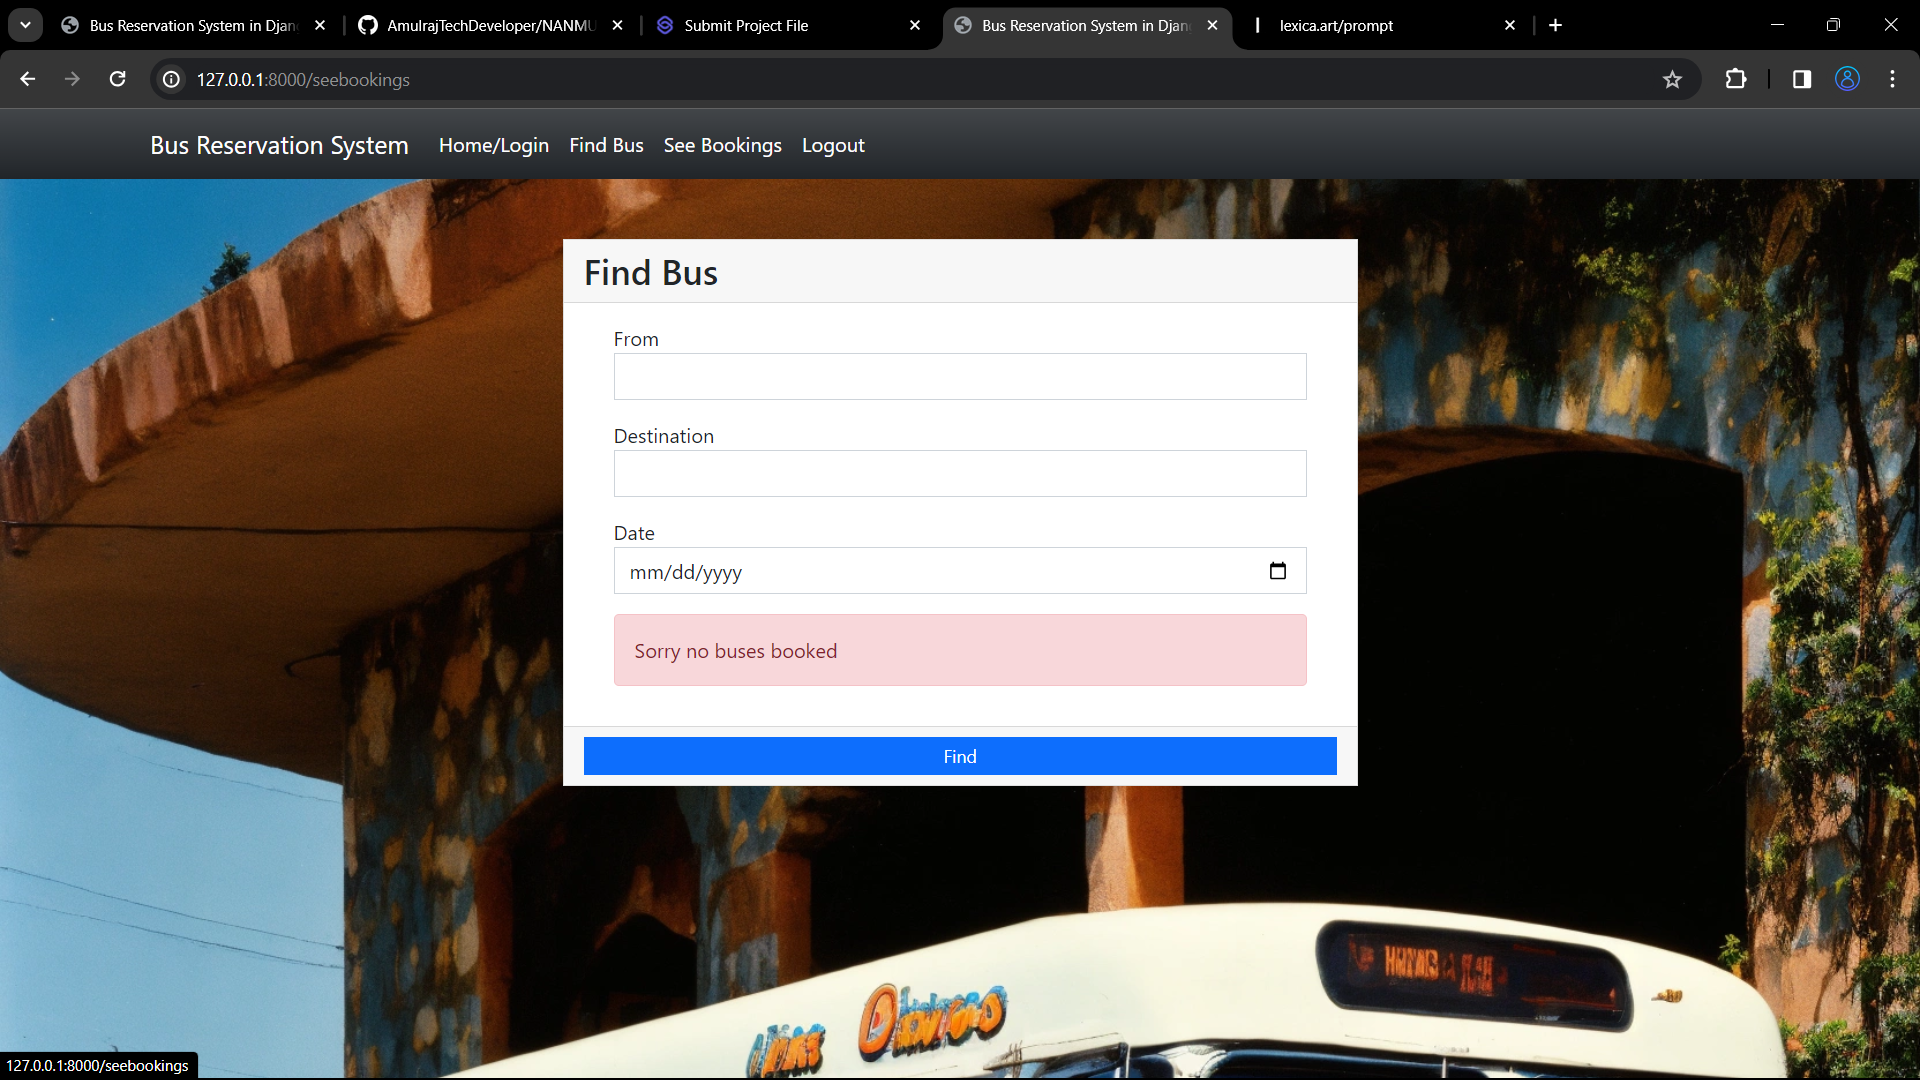 Bus Reservation System in Djan
AmulrajTechDeveloper/NANMU
Submit Project File
Bus Reservation System in Djan
lexica.art/prompt
127.0.0.1:8000/seebookings
Bus Reservation System
Home/Login
Find Bus
See Bookings
Logout
Find Bus
From
Destination
Date
mm/dd/yyyy
Sorry no buses booked
Find
127.0.0.1:8000/seebookings